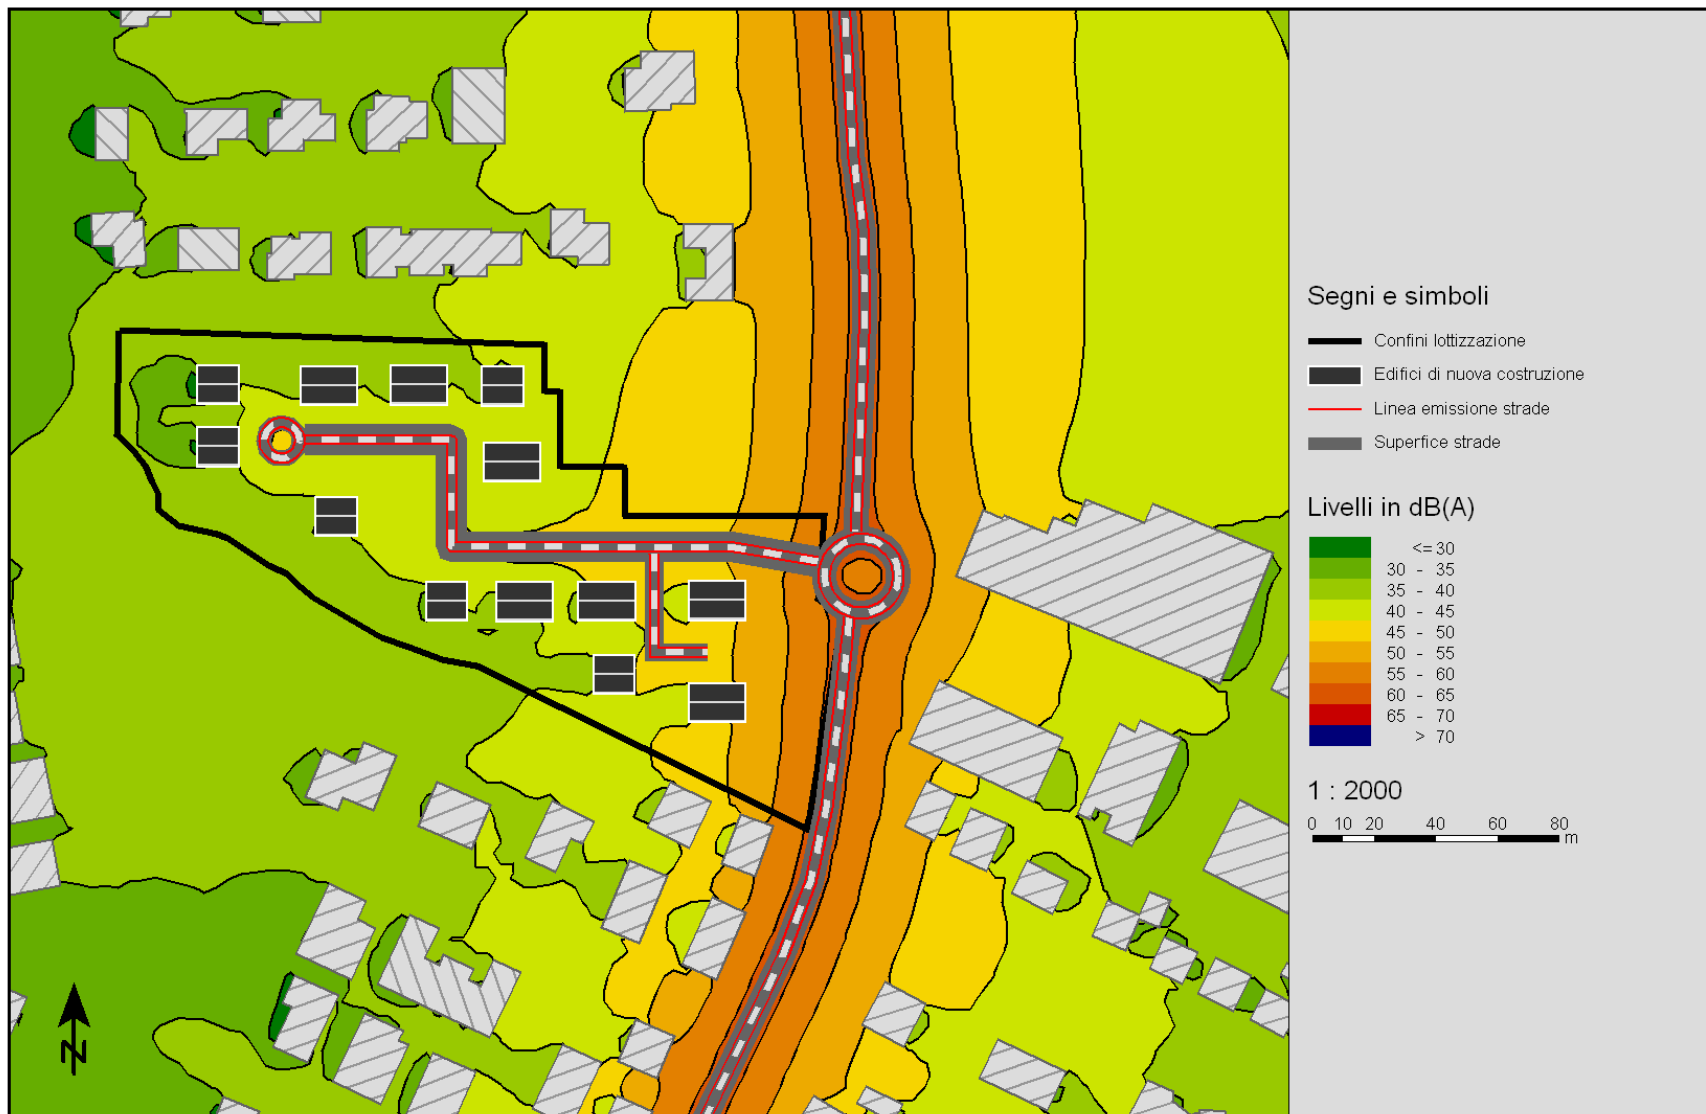 Segni e simboli
Confini lottizzazione
Edifici di nuova costruzione
Linea emissione strade
Superfice strade
Livelli in dB(A)
<= 30
30 - 35
35 - 40
40 - 45
45 - 50
50 - 55
55 - 60
60 - 65
65 - 70
> 70
1 : 2000
0 10 20 40 60 80
m
N